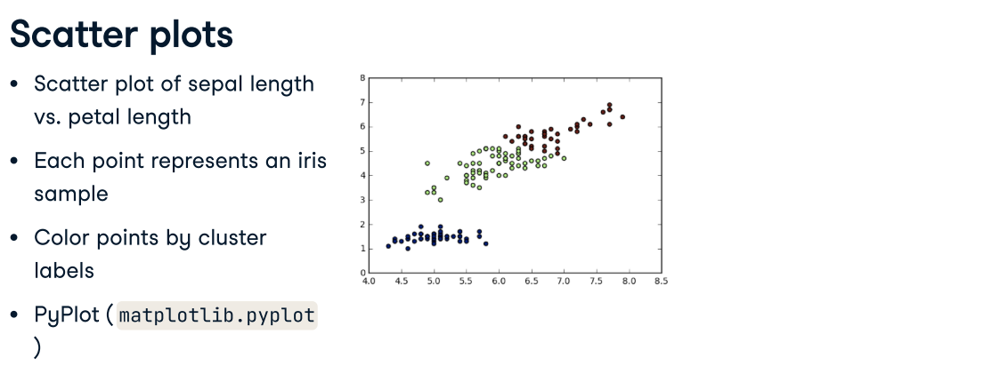 Scatter plots
• Scatter plot of sepal length
vs. petal length
• Each point represents an iris
sample
• Color points by cluster
labels
• PyPlot ( matplotlib.pyplot
)
8
7
6
5
4
3
2
1
0
4.0 4.5 5.0 5.5 6.0 6.5 7.0 7.5 8.0 8.5